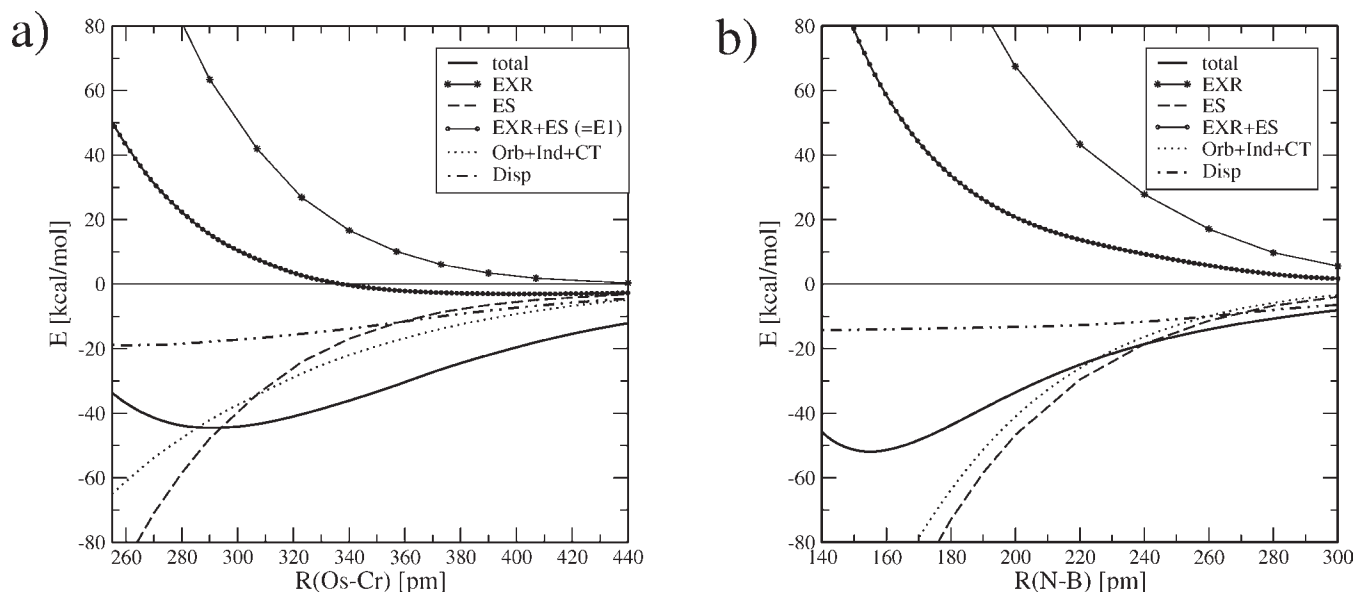 a)
80
60
40
20
0
-20
-40
-60
-80
E [kcal/mol]
total
EXR
ES
EXR+ES (=E1)
Orb+Ind+CT
Disp
260 280 300 320 340 360 380 400 420 440
R(Os-Cr) [pm]
b)
80
60
40
20
0
-20
-40
-60
-80
E [kcal/mol]
total
EXR
ES
EXR+ES
Orb+Ind+CT
Disp
140 160 180 200 220 240 260 280 300
R(N-B) [pm]